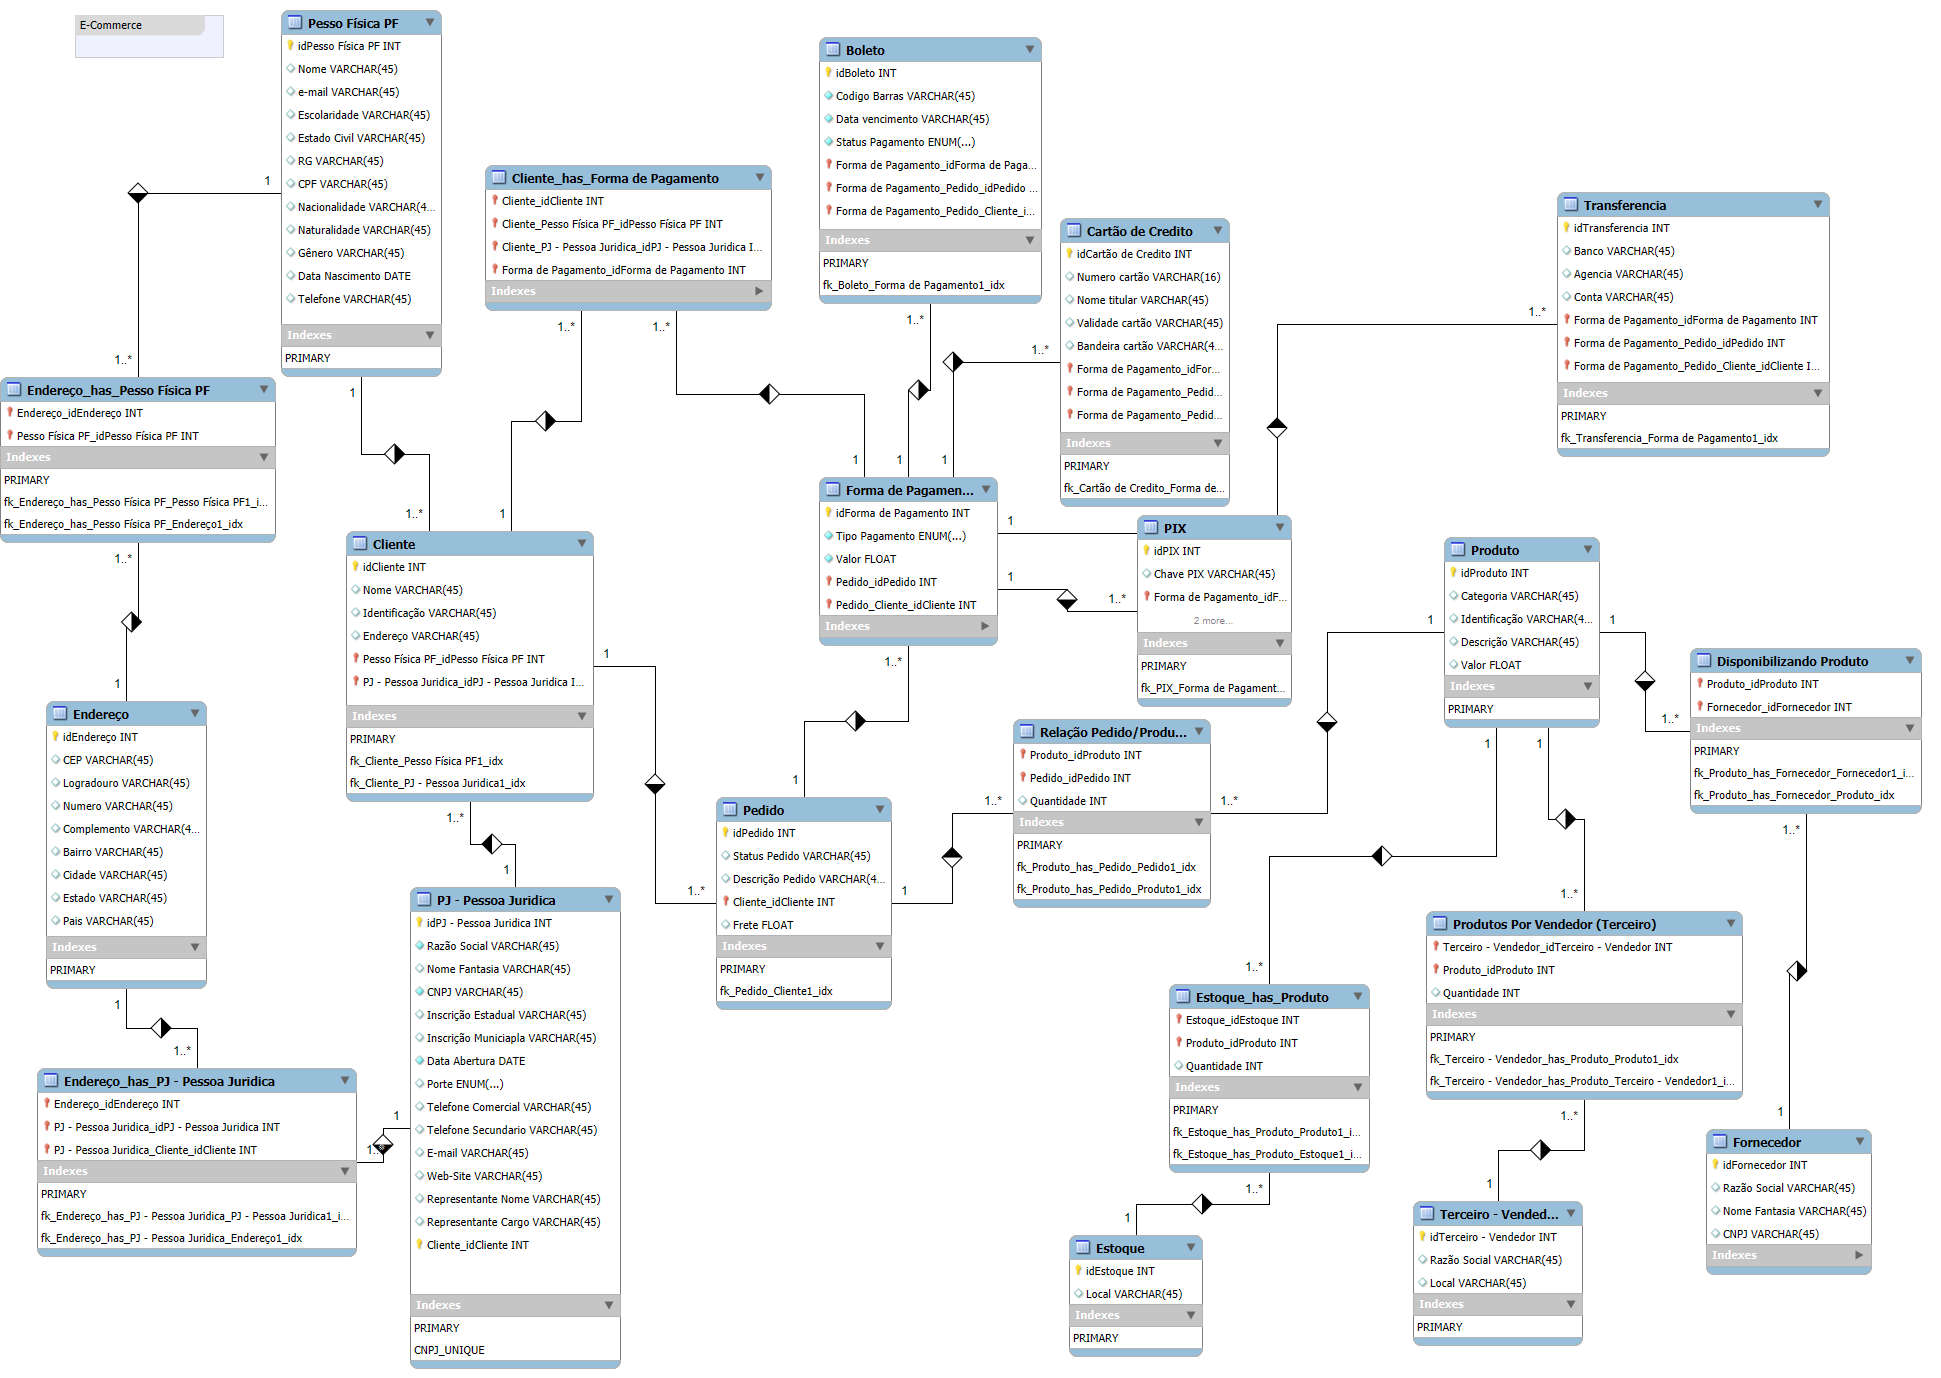 E-Commerce
Pesso Física PF
idPesso Física PF INT
Nome VARCHAR(45)
e-mail VARCHAR(45)
Escolaridade VARCHAR(45)
Estado Civil VARCHAR(45)
RG VARCHAR(45)
CPF VARCHAR(45)
Nacionalidade VARCHAR(4...
Naturalidade VARCHAR(45)
Gênero VARCHAR(45)
Data Nascimento DATE
Telefone VARCHAR(45)
Indexes
PRIMARY
1
1..*
1
1..*
Endereço_has_Pesso Física PF
Endereço_idEndereço INT
Pesso Física PF_idPesso Física PF INT
Indexes
PRIMARY
fk_Endereço_has_Pesso Física PF_Pesso Física PF1_i...
fk_Endereço_has_Pesso Física PF_Endereço1_idx
1..*
1
Endereço
idEndereço INT
CEP VARCHAR(45)
Logradouro VARCHAR(45)
Numero VARCHAR(45)
Complemento VARCHAR(4...
Bairro VARCHAR(45)
Cidade VARCHAR(45)
Estado VARCHAR(45)
Pais VARCHAR(45)
Indexes
PRIMARY
1
1..*
Endereço_has_PJ - Pessoa Juridica
Endereço_idEndereço INT
PJ - Pessoa Juridica_idPJ - Pessoa Juridica INT
PJ - Pessoa Juridica_Cliente_idCliente INT
Indexes
PRIMARY
fk_Endereço_has_PJ - Pessoa Juridica_PJ - Pessoa Juridica1_i...
fk_Endereço_has_PJ - Pessoa Juridica_Endereço1_idx
1
Cliente_has_Forma de Pagamento
Cliente_idCliente INT
Cliente_Pesso Física PF_idPesso Física PF INT
Cliente_PJ - Pessoa Juridica_idPJ - Pessoa Juridica I...
Forma de Pagamento_idForma de Pagamento INT
Indexes
1..*
1..*
1
1
Cliente
idCliente INT
Nome VARCHAR(45)
Identificação VARCHAR(45)
Endereço VARCHAR(45)
Pesso Física PF_idPesso Física PF INT
PJ - Pessoa Juridica_idPJ - Pessoa Juridica I...
Indexes
PRIMARY
fk_Cliente_Pesso Física PF1_idx
fk_Cliente_PJ - Pessoa Juridica1_idx
1
1..*
1..*
1
PJ - Pessoa Juridica
idPJ - Pessoa Juridica INT
Razão Social VARCHAR(45)
Nome Fantasia VARCHAR(45)
CNPJ VARCHAR(45)
Inscrição Estadual VARCHAR(45)
Inscrição Municiapla VARCHAR(45)
Data Abertura DATE
Porte ENUM(...)
Telefone Comercial VARCHAR(45)
Telefone Secundario VARCHAR(45)
E-mail VARCHAR(45)
Web-Site VARCHAR(45)
Representante Nome VARCHAR(45)
Representante Cargo VARCHAR(45)
Cliente_idCliente INT
Indexes
PRIMARY
CNPJ_UNIQUE
Boleto
idBoleto INT
Codigo Barras VARCHAR(45)
Data vencimento VARCHAR(45)
Status Pagamento ENUM(...)
Forma de Pagamento_idForma de Paga...
Forma de Pagamento_Pedido_idPedido ...
Forma de Pagamento_Pedido_Cliente_i...
Indexes
PRIMARY
fk_Boleto_Forma de Pagamento1_idx
1..*
1
Cartão de Credito
idCartão de Credito INT
Numero cartão VARCHAR(16)
Nome titular VARCHAR(45)
Validade cartão VARCHAR(45)
Bandeira cartão VARCHAR(4...
Forma de Pagamento_idFor...
Forma de Pagamento_Pedid...
Forma de Pagamento_Pedid...
Indexes
PRIMARY
fk_Cartão de Credito_Forma de...
1..*
1
Forma de Pagamen...
idForma de Pagamento INT
Tipo Pagamento ENUM(...)
Valor FLOAT
Pedido_idPedido INT
Pedido_Cliente_idCliente INT
Indexes
1
1
1..*
1..*
1
PIX
idPIX INT
Chave PIX VARCHAR(45)
Forma de Pagamento_idF...
2 more...
Indexes
PRIMARY
fk_PIX_Forma de Pagament...
Transferencia
idTransferencia INT
Banco VARCHAR(45)
Agencia VARCHAR(45)
Conta VARCHAR(45)
Forma de Pagamento_idForma de Pagamento INT
Forma de Pagamento_Pedido_idPedido INT
Forma de Pagamento_Pedido_Cliente_idCliente I...
Indexes
PRIMARY
fk_Transferencia_Forma de Pagamento1_idx
1..*
Pedido
idPedido INT
Status Pedido VARCHAR(45)
Descrição Pedido VARCHAR(4...
Cliente_idCliente INT
Frete FLOAT
Indexes
PRIMARY
fk_Pedido_Cliente1_idx
1
1..*
Relação Pedido/Produ...
Produto_idProduto INT
Pedido_idPedido INT
Quantidade INT
Indexes
PRIMARY
fk_Produto_has_Pedido_Pedido1_idx
fk_Produto_has_Pedido_Produto1_idx
1..*
1
Produto
idProduto INT
Categoria VARCHAR(45)
Identificação VARCHAR(4...
Descrição VARCHAR(45)
Valor FLOAT
Indexes
PRIMARY
1
1..*
1
1
Disponibilizando Produto
Produto_idProduto INT
Fornecedor_idFornecedor INT
Indexes
PRIMARY
fk_Produto_has_Fornecedor_Fornecedor1_i...
fk_Produto_has_Fornecedor_Produto_idx
1..*
1
1..*
Produtos Por Vendedor (Terceiro)
Terceiro - Vendedor_idTerceiro - Vendedor INT
Produto_idProduto INT
Quantidade INT
Indexes
PRIMARY
fk_Terceiro - Vendedor_has_Produto_Produto1_idx
fk_Terceiro - Vendedor_has_Produto_Terceiro - Vendedor1_i...
1..*
1
1..*
Estoque_has_Produto
Estoque_idEstoque INT
Produto_idProduto INT
Quantidade INT
Indexes
PRIMARY
fk_Estoque_has_Produto_Produto1_i...
fk_Estoque_has_Produto_Estoque1_i...
1..*
1
Estoque
idEstoque INT
Local VARCHAR(45)
Indexes
PRIMARY
Terceiro - Vended...
idTerceiro - Vendedor INT
Razão Social VARCHAR(45)
Local VARCHAR(45)
Indexes
PRIMARY
Fornecedor
idFornecedor INT
Razão Social VARCHAR(45)
Nome Fantasia VARCHAR(45)
CNPJ VARCHAR(45)
Indexes